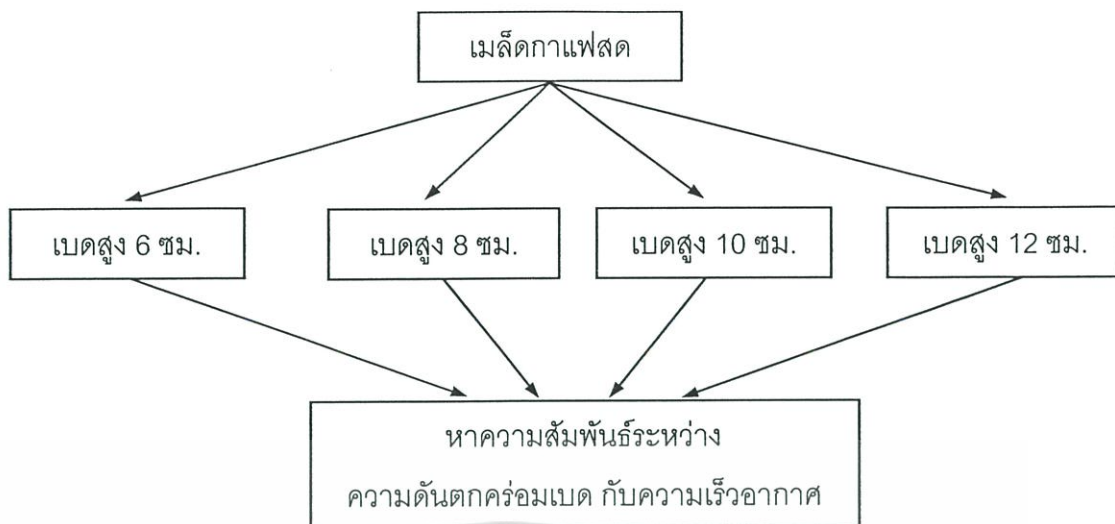 เมล็ดกาแฟสด
เบดสูง 6 ซม.
เบดสูง 8 ซม.
เบดสูง 10 ซม.
เบดสูง 12 ซม.
หาความสัมพันธ์ระหว่าง
ความดันตกคร่อมเบด กับความเร็วอากาศ